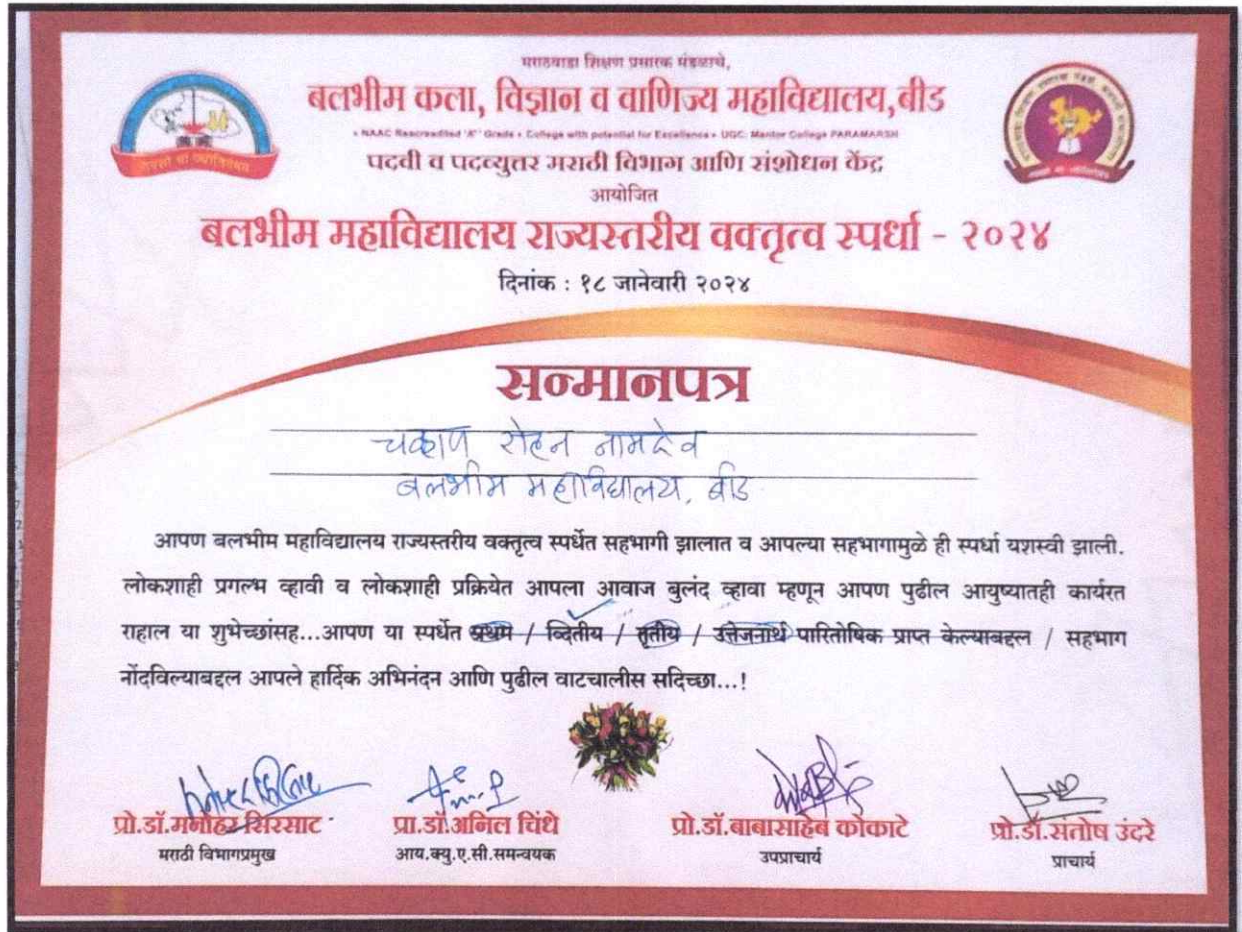 मराठवाडा शिक्षण प्रसारक मंडळाचे,
बलभीम कला, विज्ञान व वाणिज्य महाविद्यालय,बीड
• NAAC Reaccredited 'A+' Grade • College with potential for Excellence • UGC: Mentor College PARAMARSH
पदवी व पदव्युत्तर मराठी विभाग आणि संशोधन केंद्र
आयोजित
बलभीम महाविद्यालय राज्यस्तरीय वक्तृत्व स्पर्धा - २०२४
दिनांक : १८ जानेवारी २०२४
सन्मानपत्र
चव्हाण रोहन नामदेव
बलभीम महाविद्यालय, बीड
आपण बलभीम महाविद्यालय राज्यस्तरीय वक्तृत्व स्पर्धेत सहभागी झालात व आपल्या सहभागामुळे ही स्पर्धा यशस्वी झाली.
लोकशाही प्रगल्भ व्हावी व लोकशाही प्रक्रियेत आपला आवाज बुलंद व्हावा म्हणून आपण पुढील आयुष्यातही कार्यरत
राहाल या शुभेच्छांसह...आपण या स्पर्धेत प्रथम / व्दितीय / तृतीय / उत्तेजनार्थ पारितोषिक प्राप्त केल्याबद्दल / सहभाग
नोंदविल्याबद्दल आपले हार्दिक अभिनंदन आणि पुढील वाटचालीस सदिच्छा...!
प्रो.डॉ.मनोहर सिरसाट
मराठी विभागप्रमुख
प्रा.डॉ.अनिल चिंधे
आय.क्यु.ए.सी.समन्वयक
प्रो.डॉ.बाबासाहेब कोकाटे
उपप्राचार्य
प्रो.डॉ.संतोष उंदरे
प्राचार्य